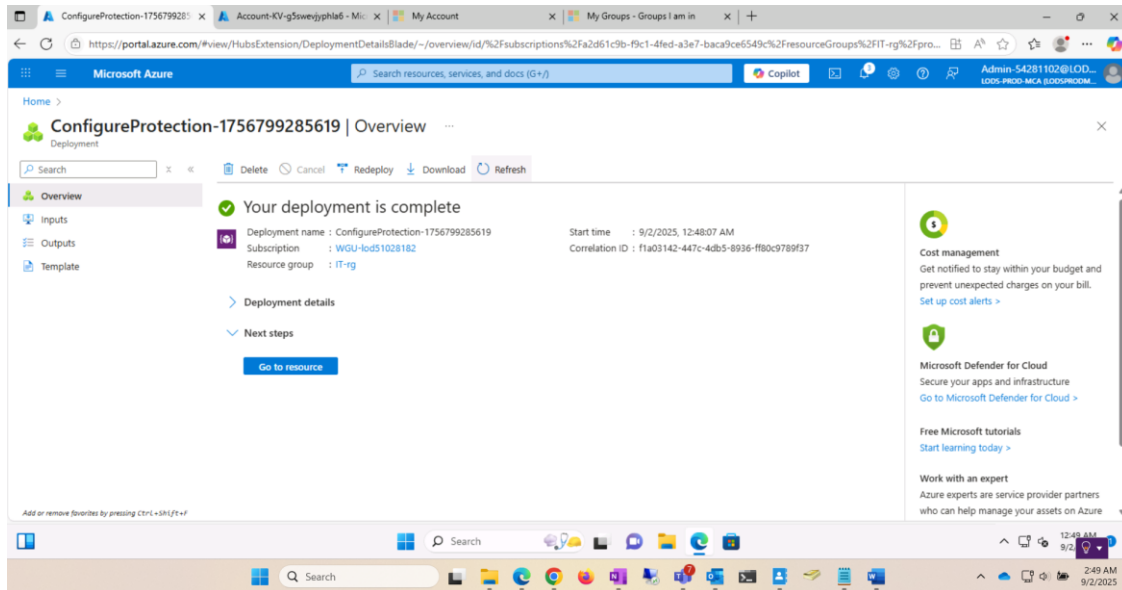 ConfigureProtection-1756799285
Account-KV-g5swevjyphla6 - Mic
My Account
My Groups - Groups I am in
https://portal.azure.com/#view/HubsExtension/DeploymentDetailsBlade/~/overview/id/%2Fsubscriptions%2Fa2d61c9b-f9c1-4fed-a3e7-baca9ce6549c%2FresourceGroups%2FIT-rg%2Fpro...
Microsoft Azure
Search resources, services, and docs (G+/)
Copilot
Admin-54281102@LOD...
LODS-PROD-MCA (LODSPRODM...
Home >
ConfigureProtection-1756799285619 | Overview ...
Deployment
Search
Delete Cancel Redeploy Download Refresh
Overview
Inputs
Outputs
Template
Your deployment is complete
Deployment name : ConfigureProtection-1756799285619
Subscription : WGU-lod51028182
Resource group : IT-rg
Start time : 9/2/2025, 12:48:07 AM
Correlation ID : f1a03142-447c-4db5-8936-ff80c9789f37
Deployment details
Next steps
Go to resource
Cost management
Get notified to stay within your budget and
prevent unexpected charges on your bill.
Set up cost alerts >
Microsoft Defender for Cloud
Secure your apps and infrastructure
Go to Microsoft Defender for Cloud >
Free Microsoft tutorials
Start learning today >
Work with an expert
Azure experts are service provider partners
who can help manage your assets on Azure
Add or remove favorites by pressing Ctrl+Shift+F
Search
12:49 AM
9/2/
Search
2:49 AM
9/2/2025